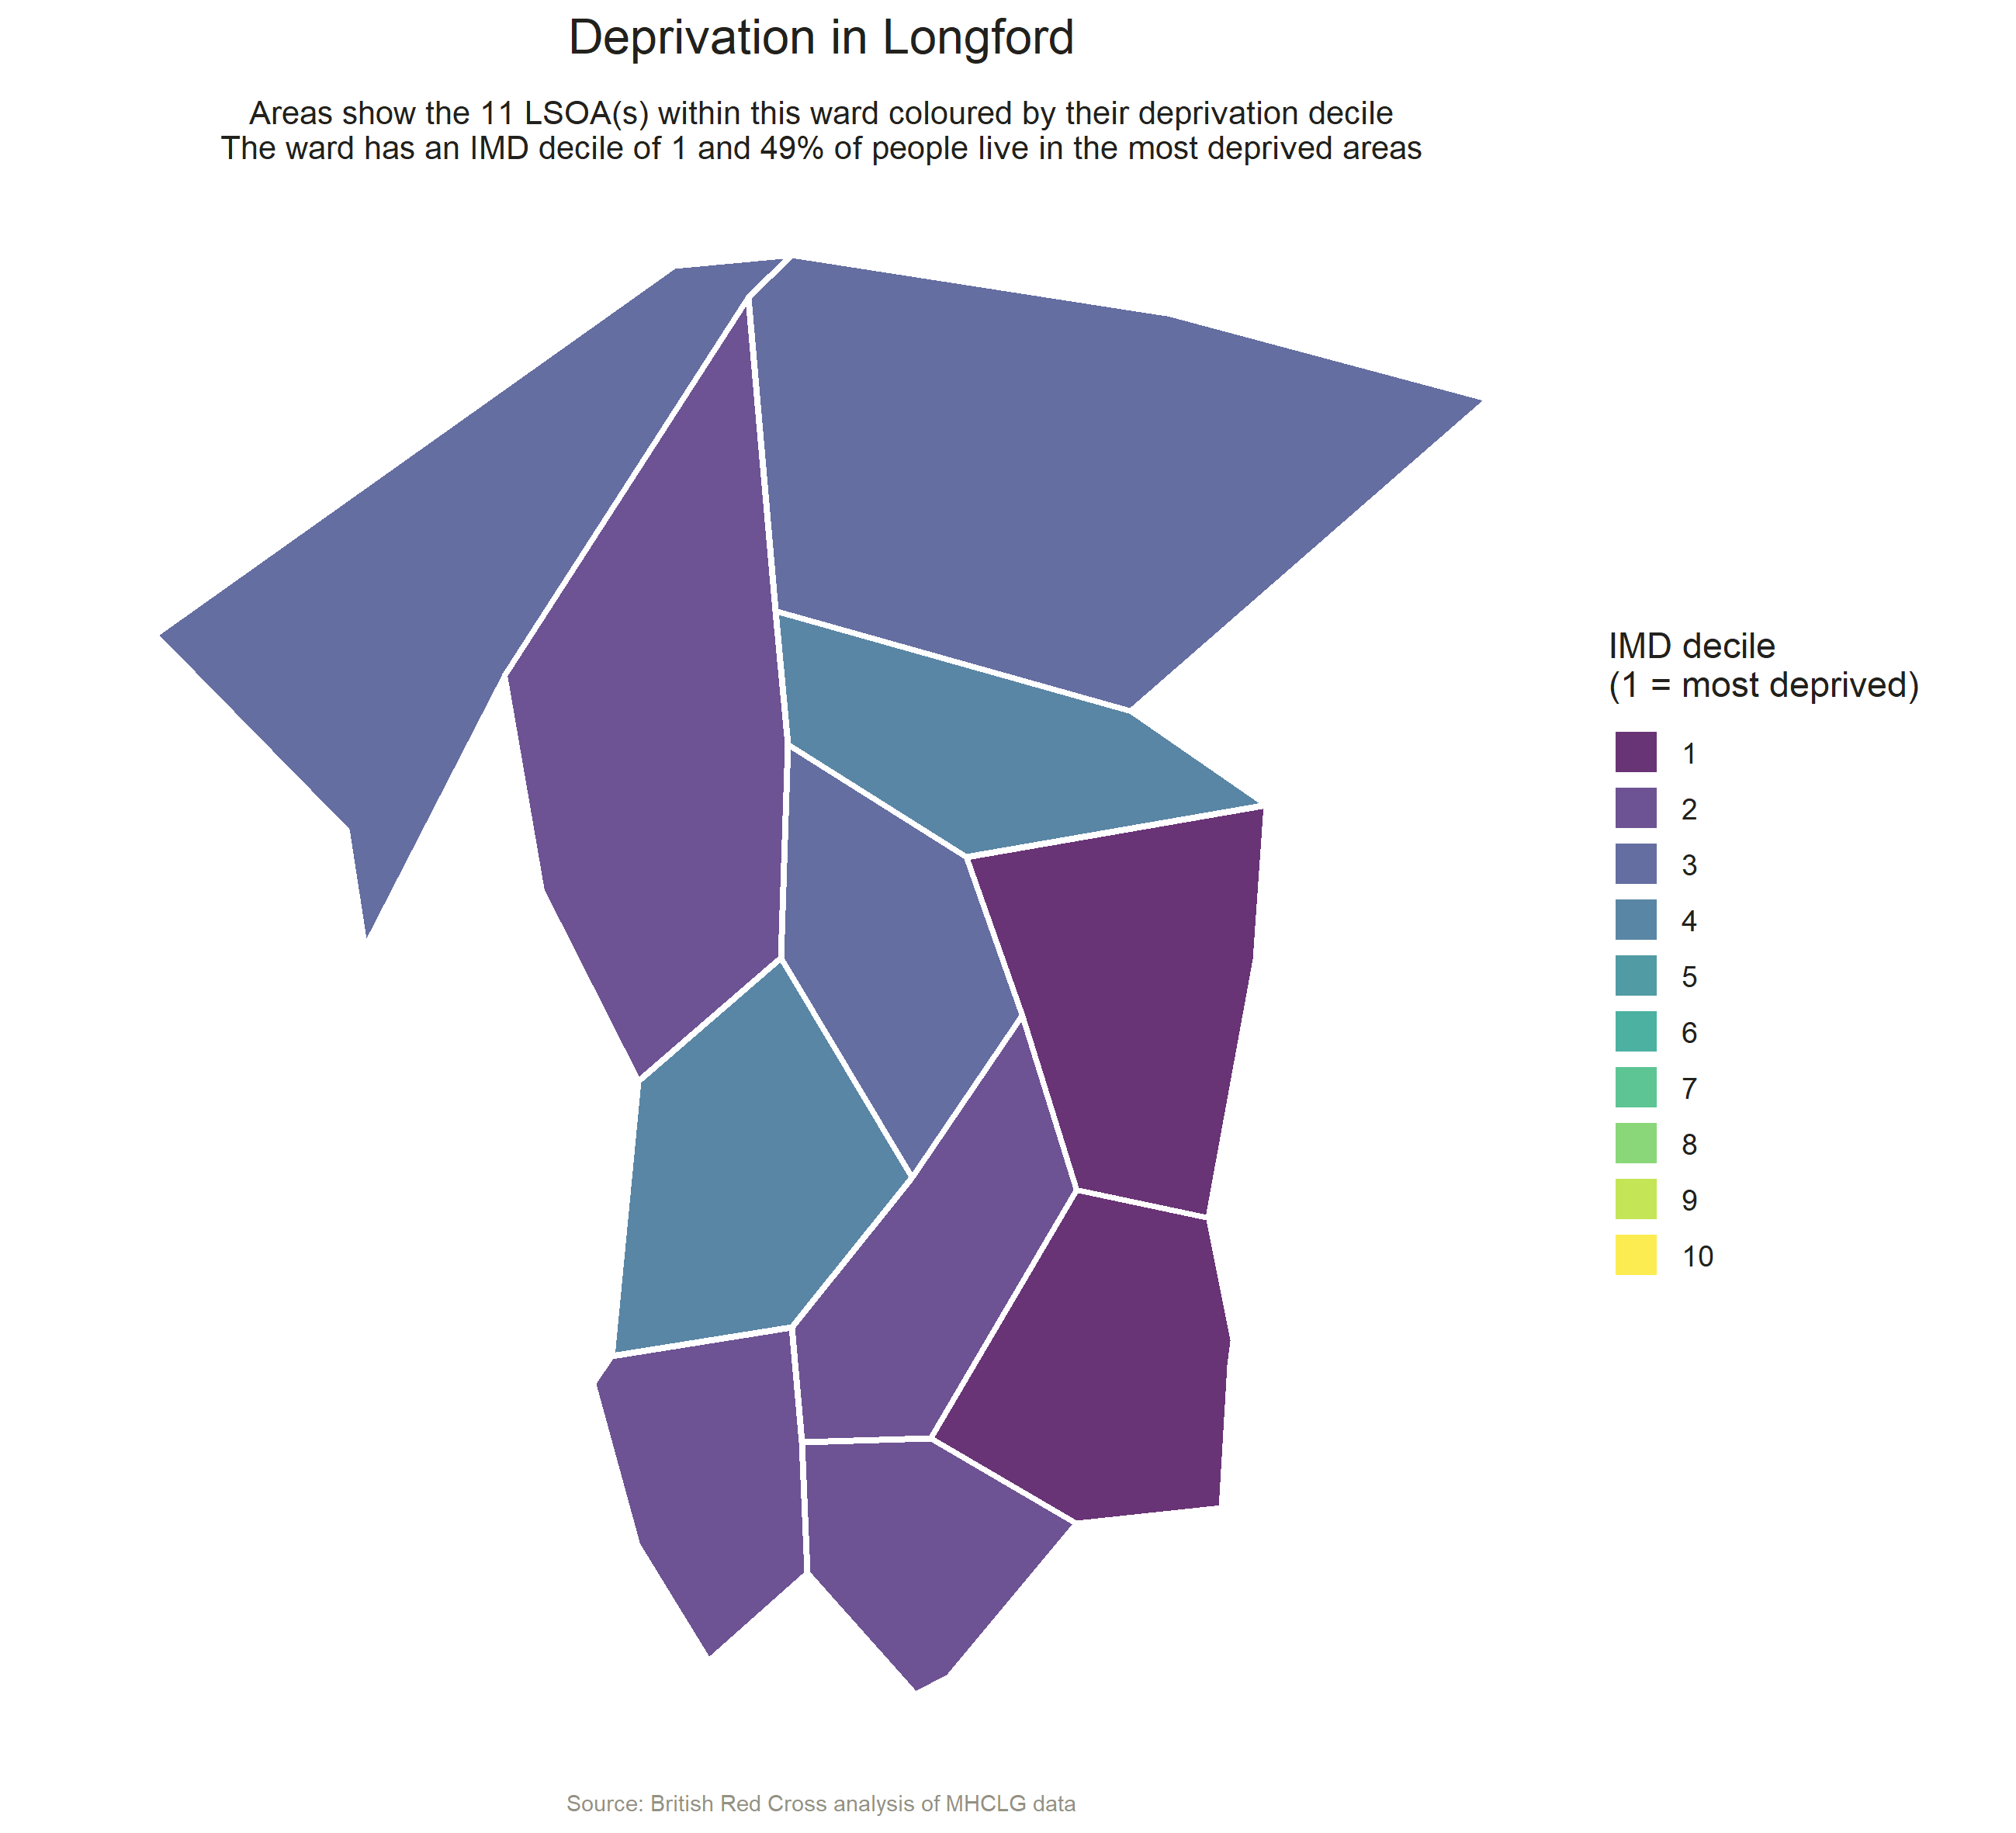 Deprivation in Longford
Areas show the 11 LSOA(s) within this ward coloured by their deprivation decile
The ward has an IMD decile of 1 and 49% of people live in the most deprived areas
IMD decile
(1 = most deprived)
1
2
3
4
5
6
7
8
9
10
Source: British Red Cross analysis of MHCLG data